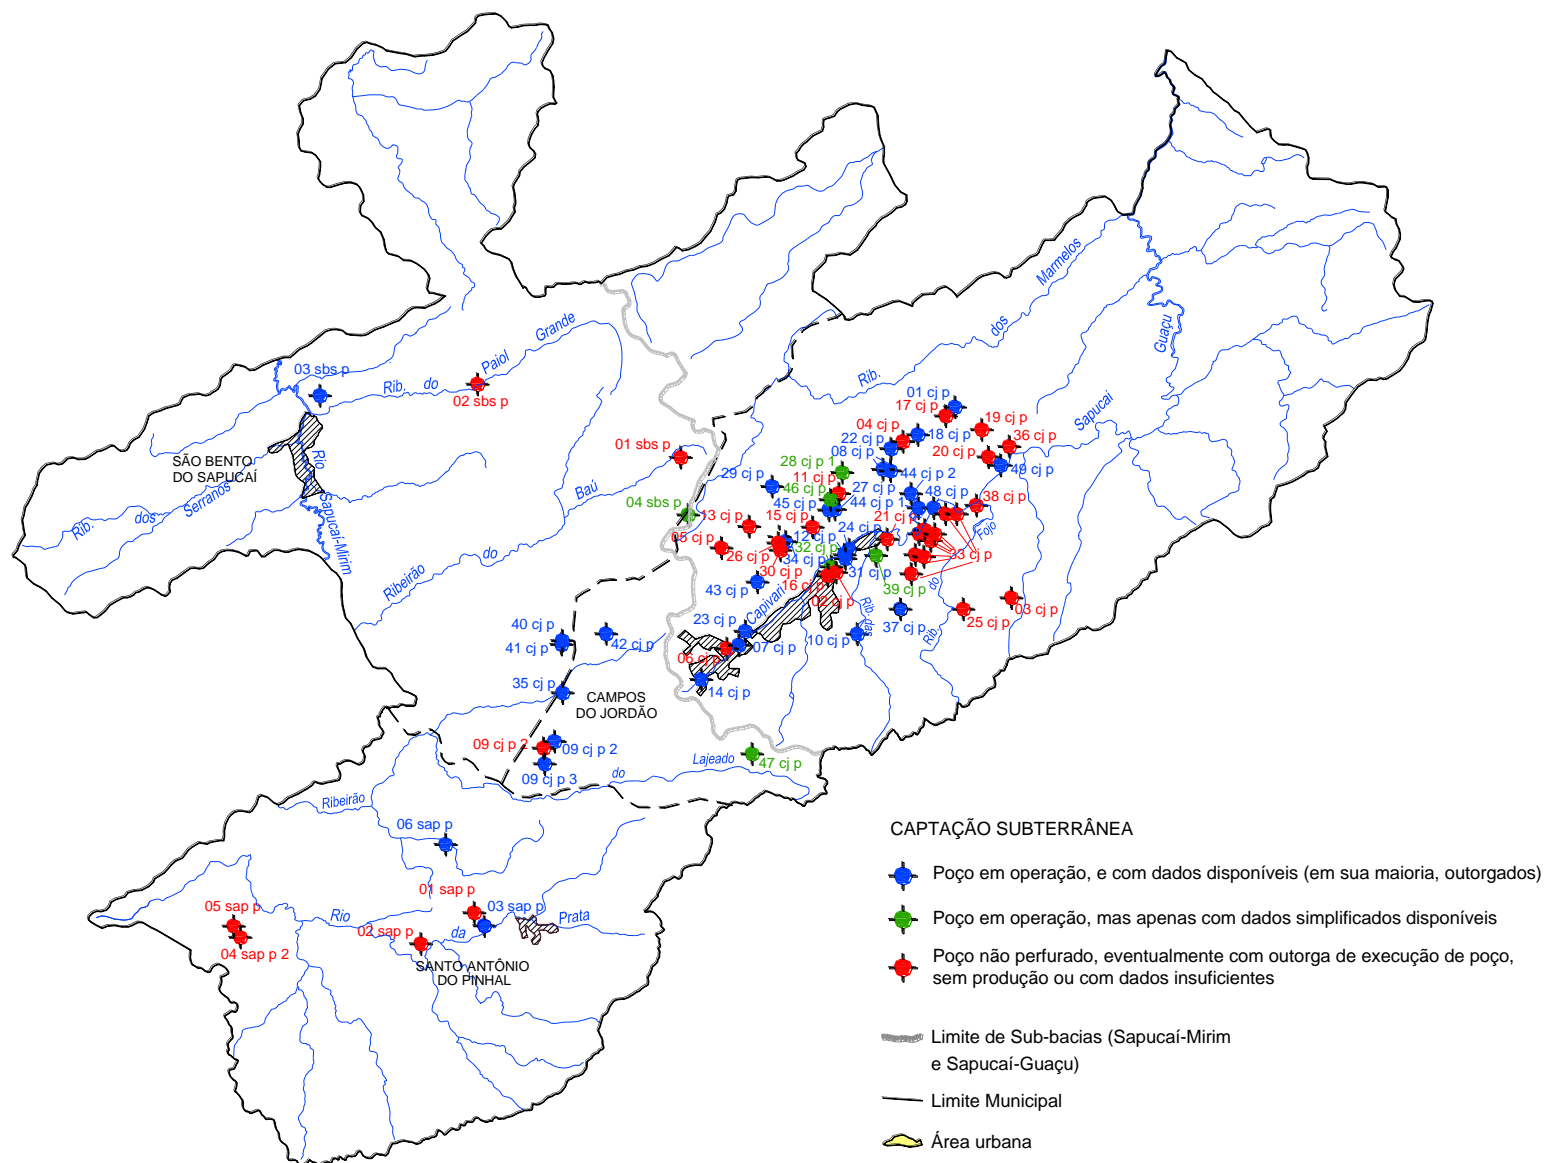 Marmelos
dos
Rib.
Guaçu
Sapucaí
Grande
Paiol
do
Rib.
03 sbs p
02 sbs p
01 sbs p
04 sbs p
SÃO BENTO
DO SAPUCAÍ
Rio
Sapucaí-Mirim
Rib. dos Serranos
Baú
do
Ribeirão
01 cj p
17 cj p
19 cj p
04 cj p
36 cj p
22 cj p
18 cj p
20 cj p
08 cj p
28 cj p 1
44 cj p 2
49 cj p
29 cj p
11 cj p
27 cj p
46 cj p
48 cj p
38 cj p
45 cj p
44 cj p 1
13 cj p
15 cj p
21 cj p
24 cj p
Fojo
12 cj p
05 cj p
32 cj p
26 cj p
34 cj p
33 cj p
30 cj p
31 cj p
16 cj p
39 cj p
do
43 cj p
02 cj p
03 cj p
Capivari
Rib.
sap
37 cj p
25 cj p
23 cj p
10 cj p
Rib.
40 cj p
41 cj p
42 cj p
06 cj p
07 cj p
35 cj p
14 cj p
CAMPOS
DO JORDÃO
09 cj p 2
09 cj p 2
09 cj p 3
47 cj p
Lajeado
do
Ribeirão
06 sap p
01 sap p
03 sap p
Prata
05 sap p
Rio
02 sap p
da
04 sap p 2
SANTO ANTÔNIO
DO PINHAL
CAPTAÇÃO SUBTERRÂNEA
Poço em operação, e com dados disponíveis (em sua maioria, outorgados)
Poço em operação, mas apenas com dados simplificados disponíveis
Poço não perfurado, eventualmente com outorga de execução de poço,
sem produção ou com dados insuficientes
Limite de Sub-bacias (Sapucaí-Mirim
e Sapucaí-Guaçu)
Limite Municipal
Área urbana